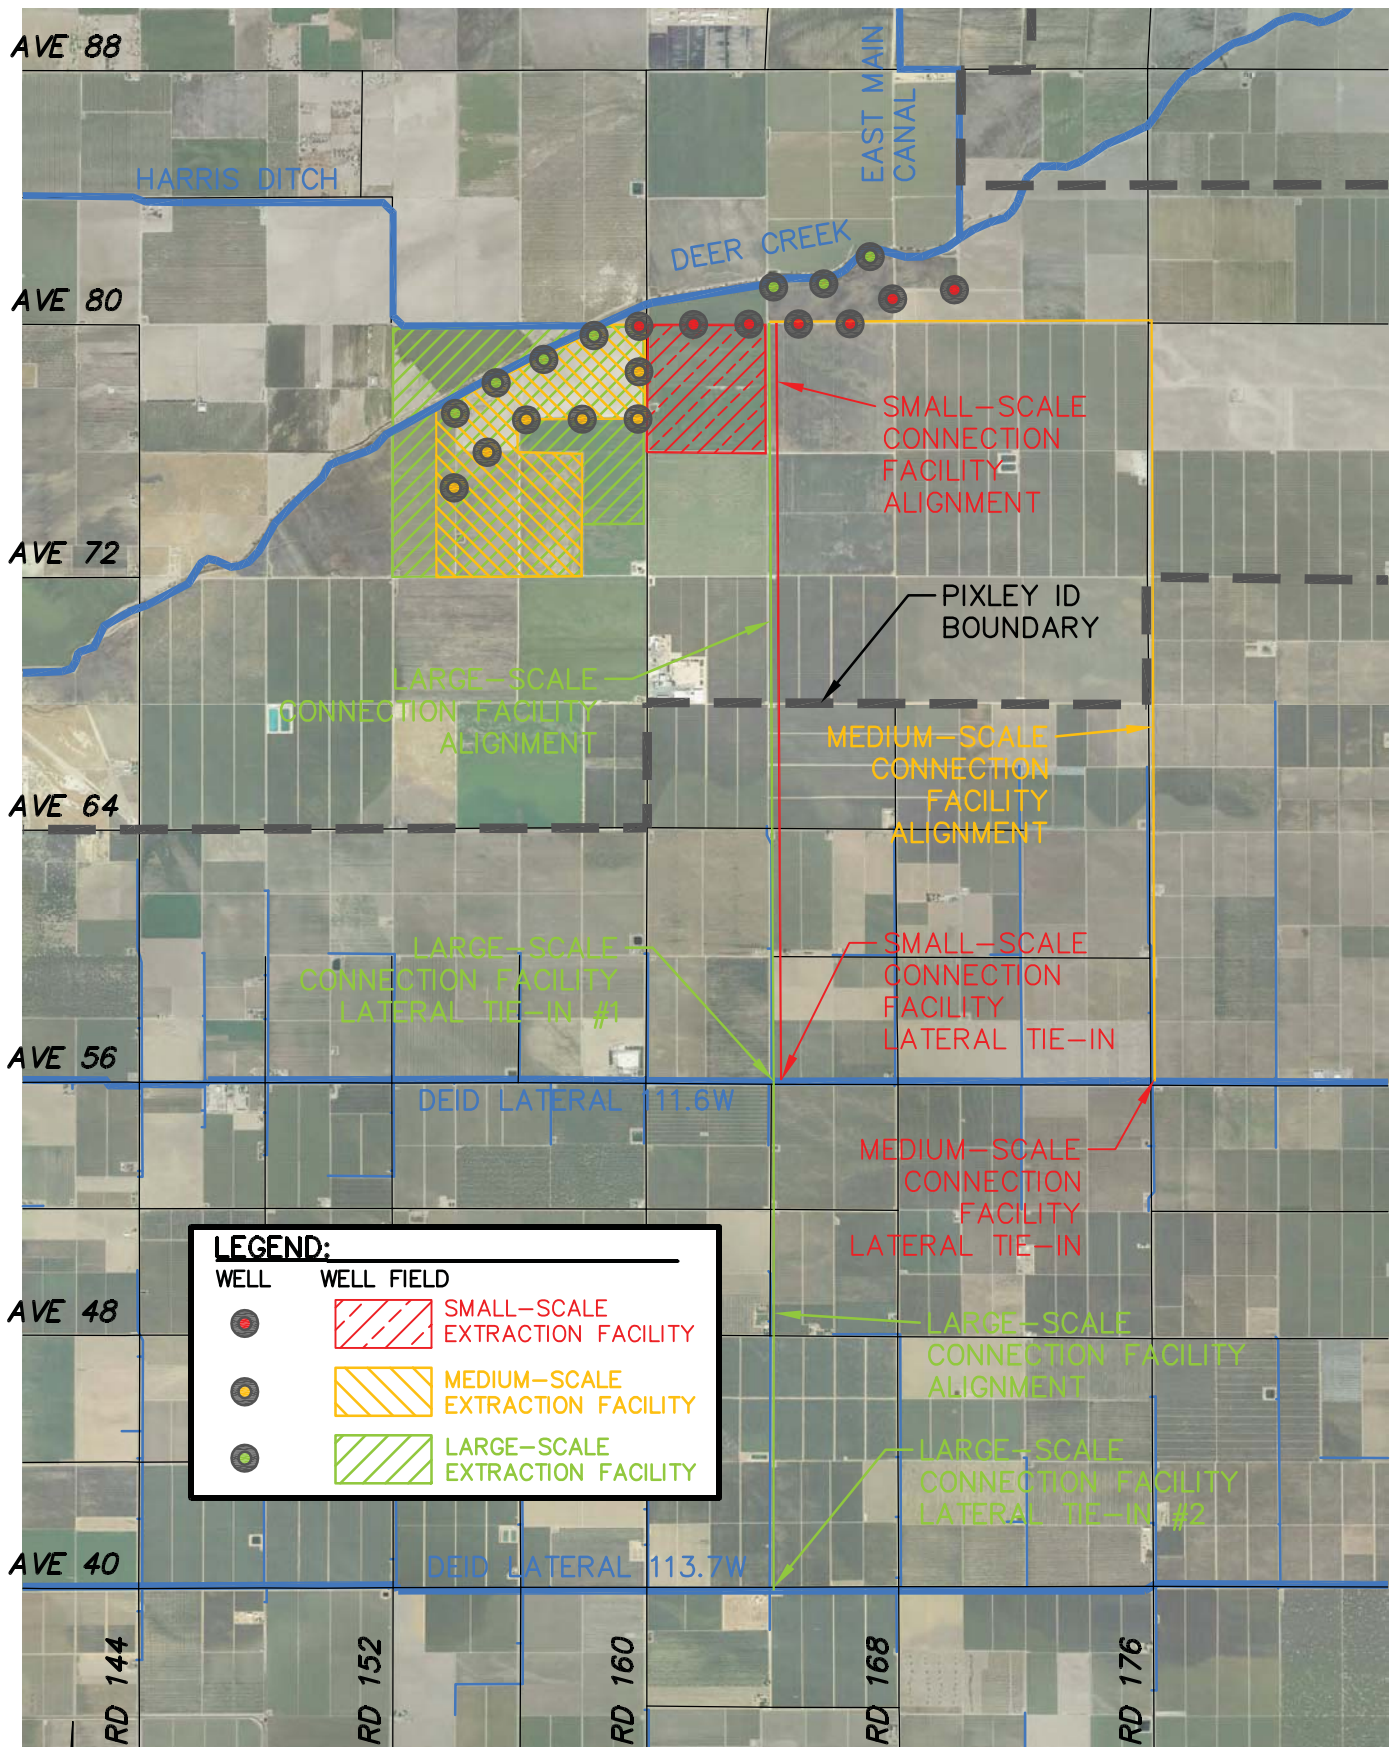 AVE 88
EAST MAIN
CANAL
HARRIS DITCH
DEER CREEK
AVE 80
SMALL-SCALE
CONNECTION
FACILITY
ALIGNMENT
AVE 72
PIXLEY ID
BOUNDARY
LARGE-SCALE
CONNECTION FACILITY
ALIGNMENT
MEDIUM-SCALE
CONNECTION
FACILITY
ALIGNMENT
AVE 64
LARGE-SCALE
CONNECTION FACILITY
LATERAL TIE-IN #1
SMALL-SCALE
CONNECTION
FACILITY
LATERAL TIE-IN
AVE 56
DEID LATERAL 111.6W
MEDIUM-SCALE
CONNECTION
FACILITY
LATERAL TIE-IN
LEGEND:
WELL WELL FIELD
SMALL-SCALE
EXTRACTION FACILITY
MEDIUM-SCALE
EXTRACTION FACILITY
LARGE-SCALE
EXTRACTION FACILITY
AVE 48
LARGE-SCALE
CONNECTION FACILITY
ALIGNMENT
LARGE-SCALE
CONNECTION FACILITY
LATERAL TIE-IN #2
AVE 40
DEID LATERAL 113.7W
RD 144
RD 152
RD 160
RD 168
RD 176